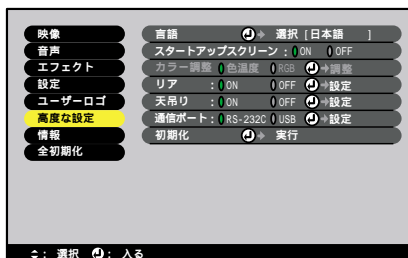 映像
音声
エフェクト
設定
ユーザーロゴ
高度な設定
情報
全初期化
言語 選択 [日本語 ]
スタートアップスクリーン : ON OFF
カラー調整 色温度 RGB 調整
リア : ON OFF 設定
天吊り : ON OFF 設定
通信ポート : RS-232C USB 設定
初期化 実行
: 選択 : 入る